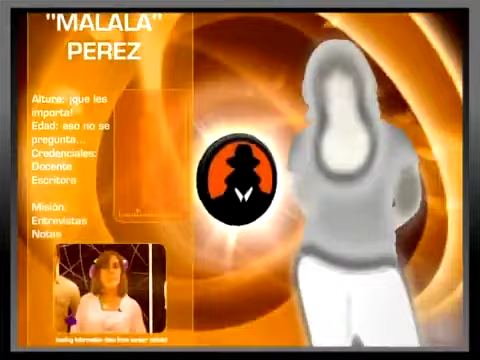 "MALALA"
PEREZ
Altura: ¡que les
importa!
Edad: eso no se
pregunta...
Credenciales:
Docente
Escritora
Misión:
Entrevistas
Notas